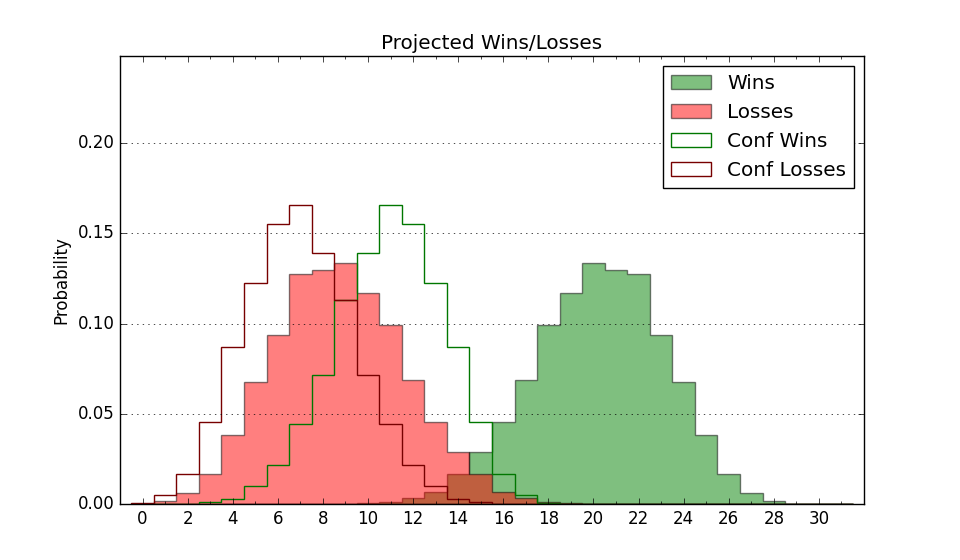 Projected Wins/Losses
Wins
Losses
Conf Wins
Conf Losses
Probability
0.20
0.15
0.10
0.05
0.00
0 2 4 6 8 10 12 14 16 18 20 22 24 26 28 30